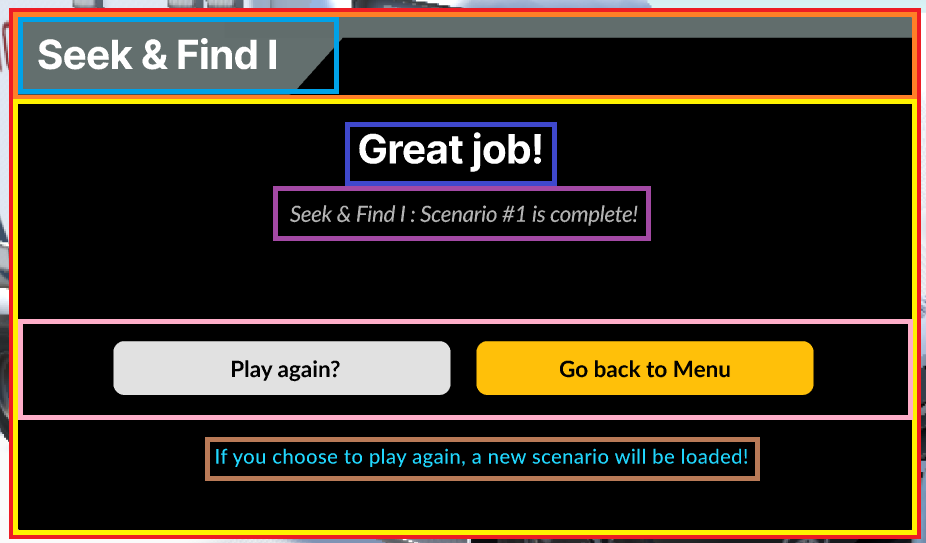 Seek & Find I
Great job!
Seek & Find I : Scenario #1 is complete!
Play again?
Go back to Menu
If you choose to play again, a new scenario will be loaded!